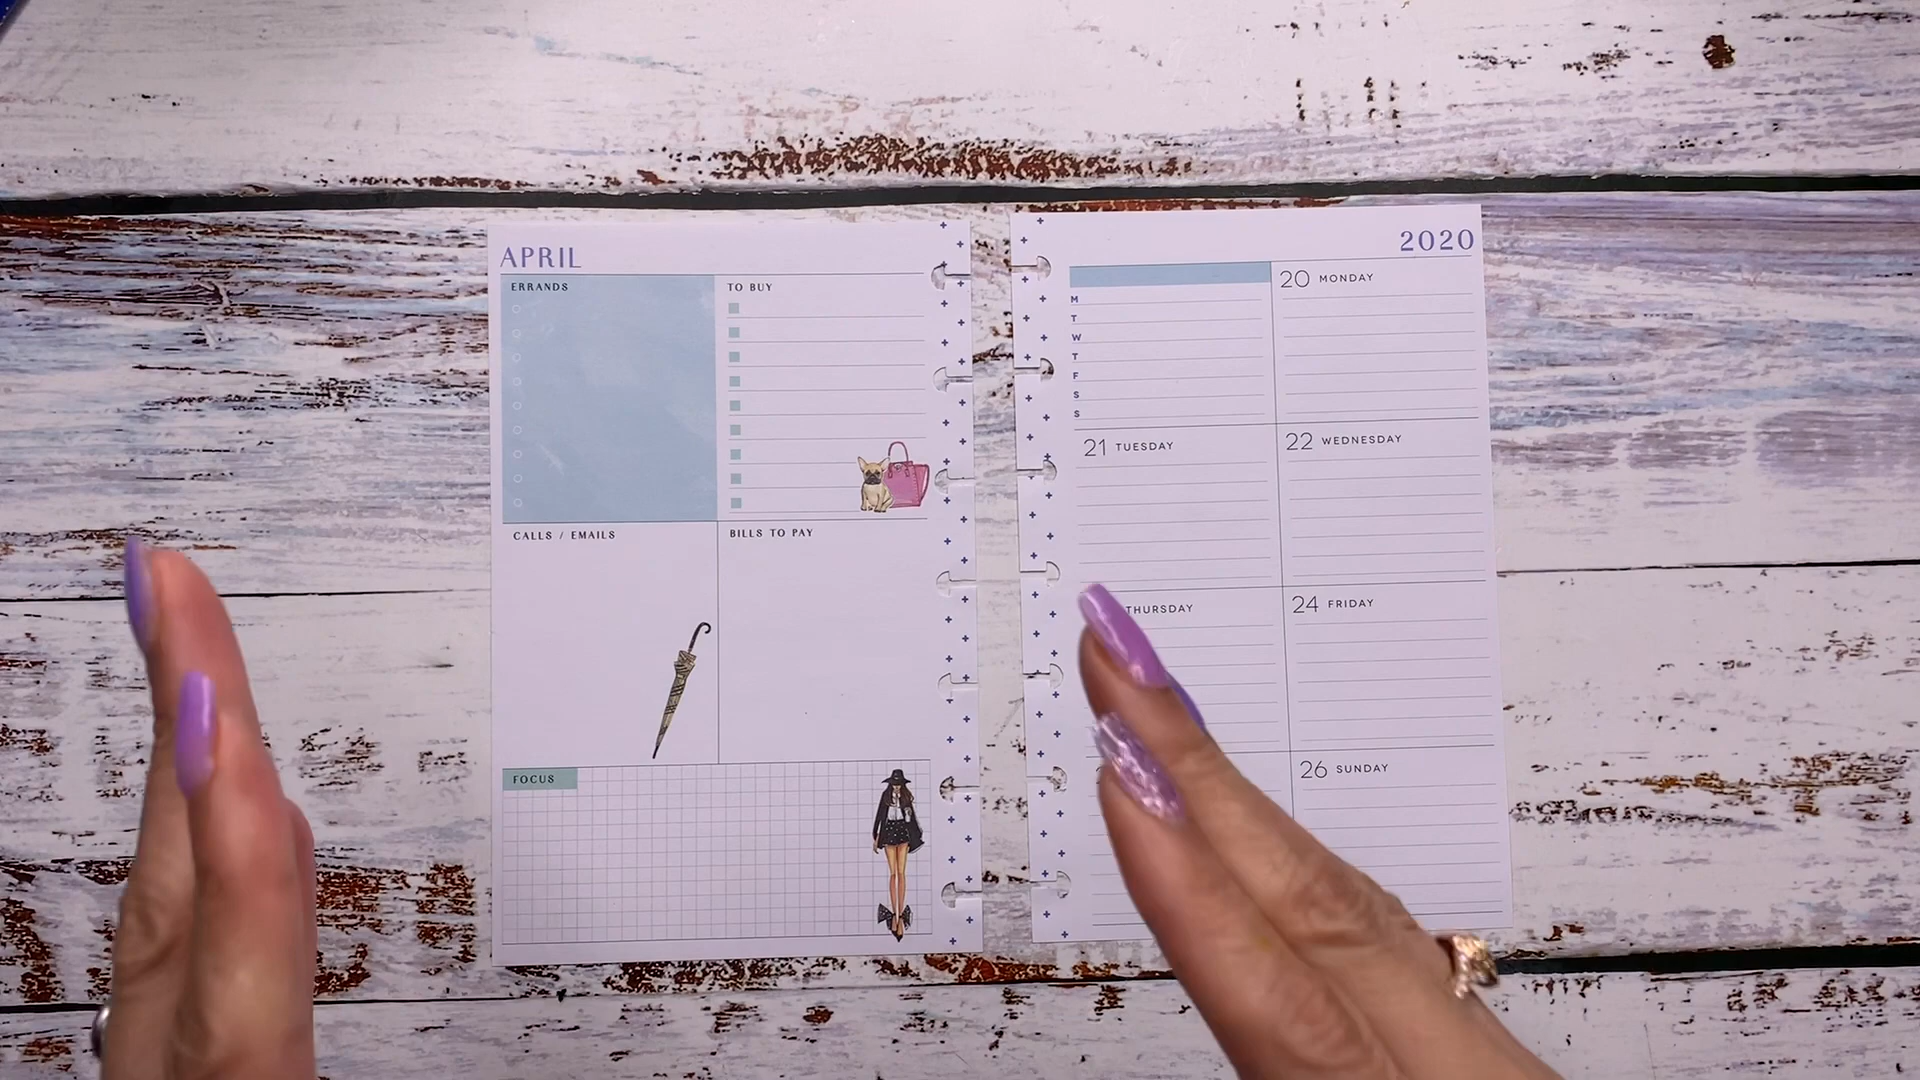 APRIL
ERRANDS
TO BUY
CALLS / EMAILS
BILLS TO PAY
FOCUS
2020
M
T
W
T
F
S
S
20 MONDAY
21 TUESDAY
22 WEDNESDAY
THURSDAY
24 FRIDAY
26 SUNDAY